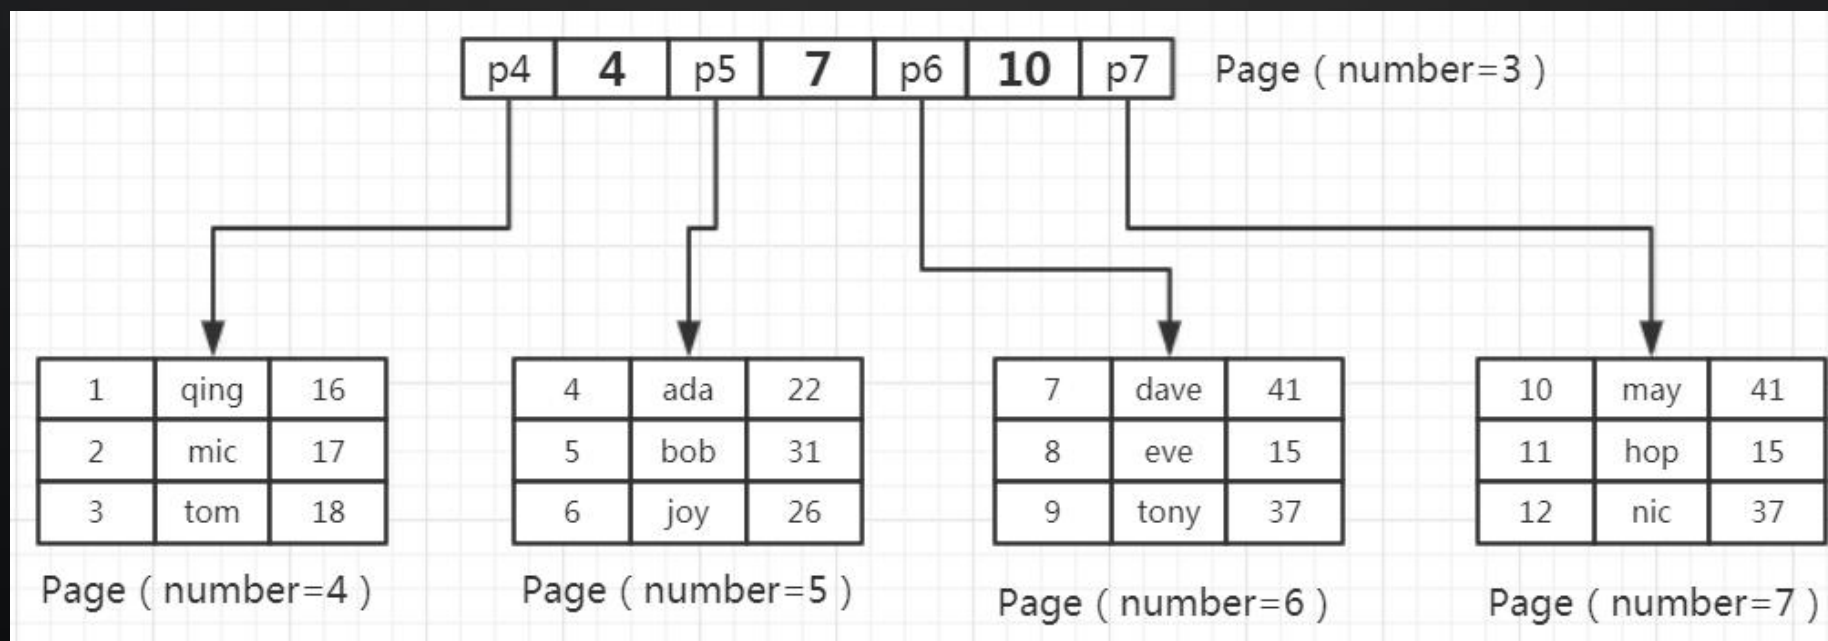 p4 4 p5 7 p6 10 p7 Page ( number=3 )
1 qing 16
2 mic 17
3 tom 18
Page ( number=4 )
4 ada 22
5 bob 31
6 joy 26
Page ( number=5 )
7 dave 41
8 eve 15
9 tony 37
Page ( number=6 )
10 may 41
11 hop 15
12 nic 37
Page ( number=7 )